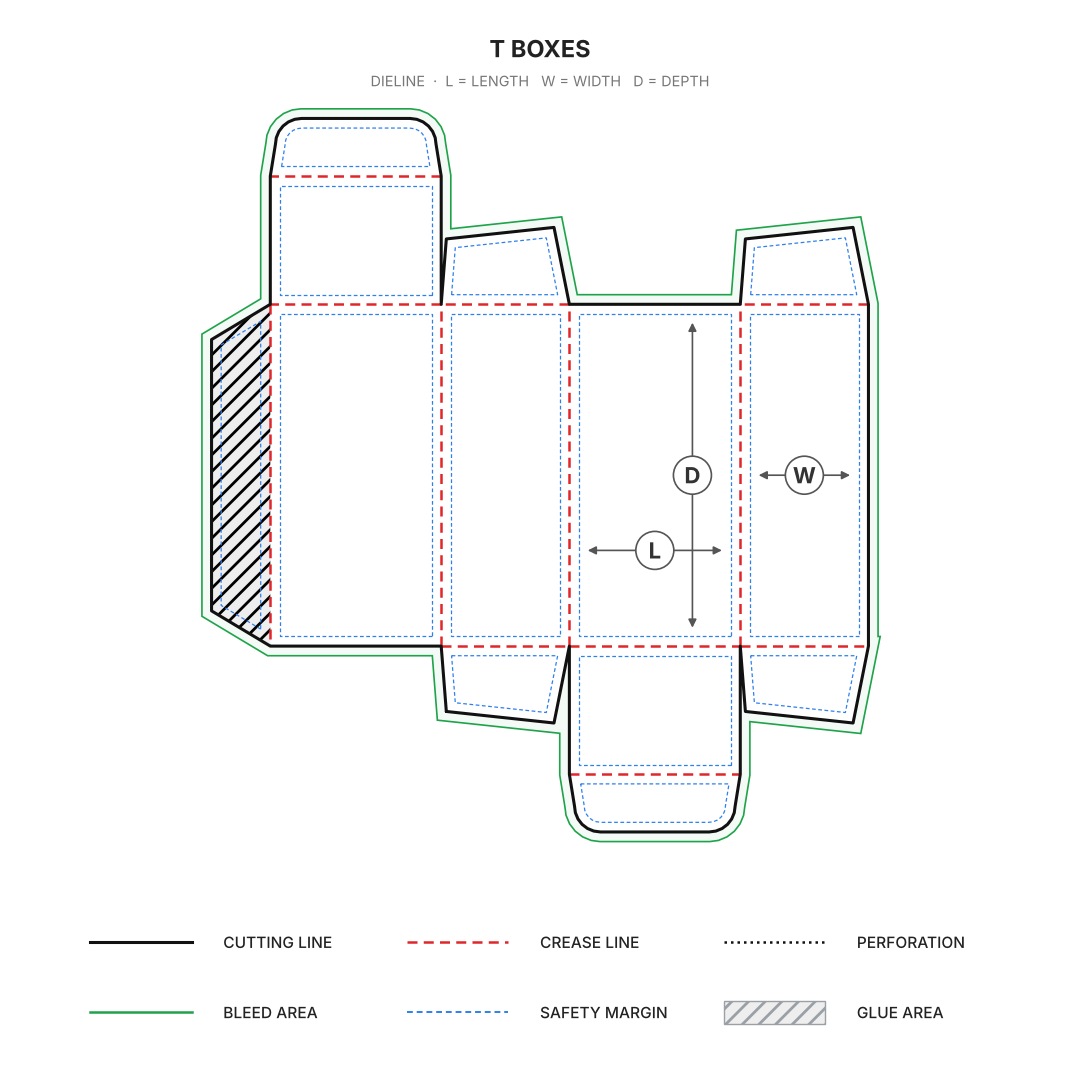 T BOXES
DIELINE · L = LENGTH W = WIDTH D = DEPTH
D
W
L
CUTTING LINE
CREASE LINE
PERFORATION
BLEED AREA
SAFETY MARGIN
GLUE AREA